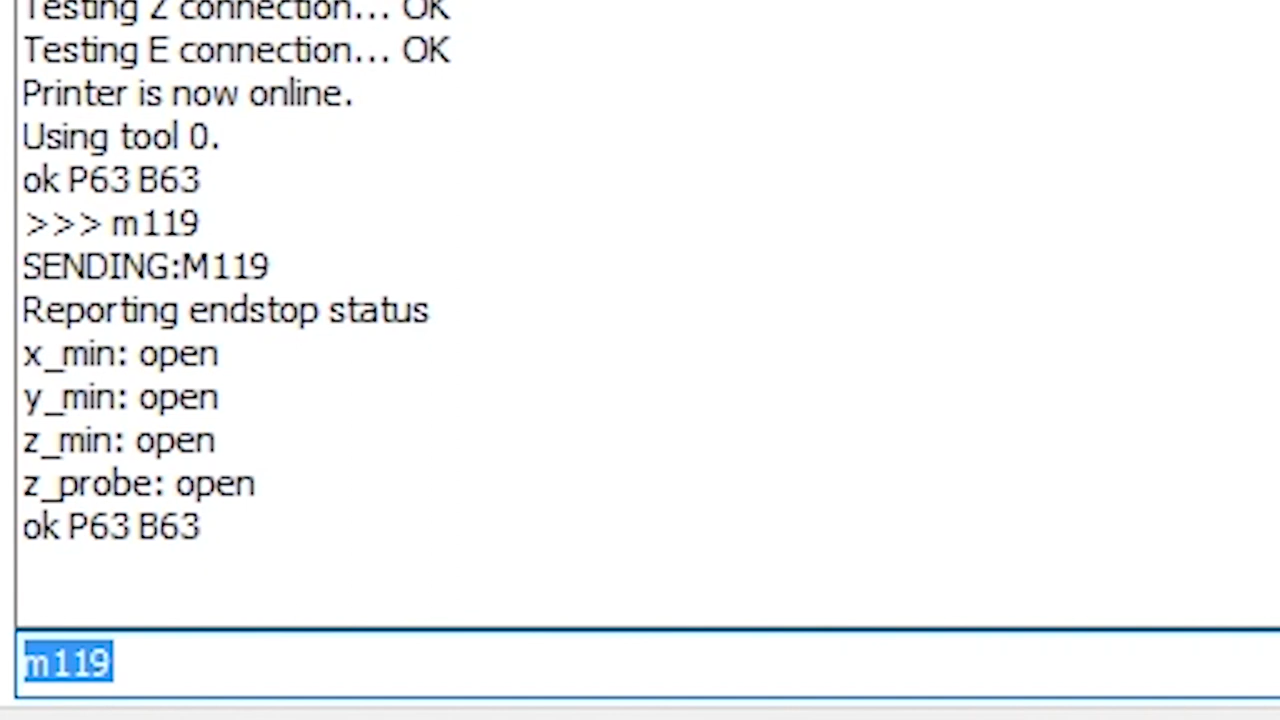 Testing Z connection... OK
Testing E connection... OK
Printer is now online.
Using tool 0.
ok P63 B63
>>> m119
SENDING:M119
Reporting endstop status
x_min: open
y_min: open
z_min: open
z_probe: open
ok P63 B63
m119